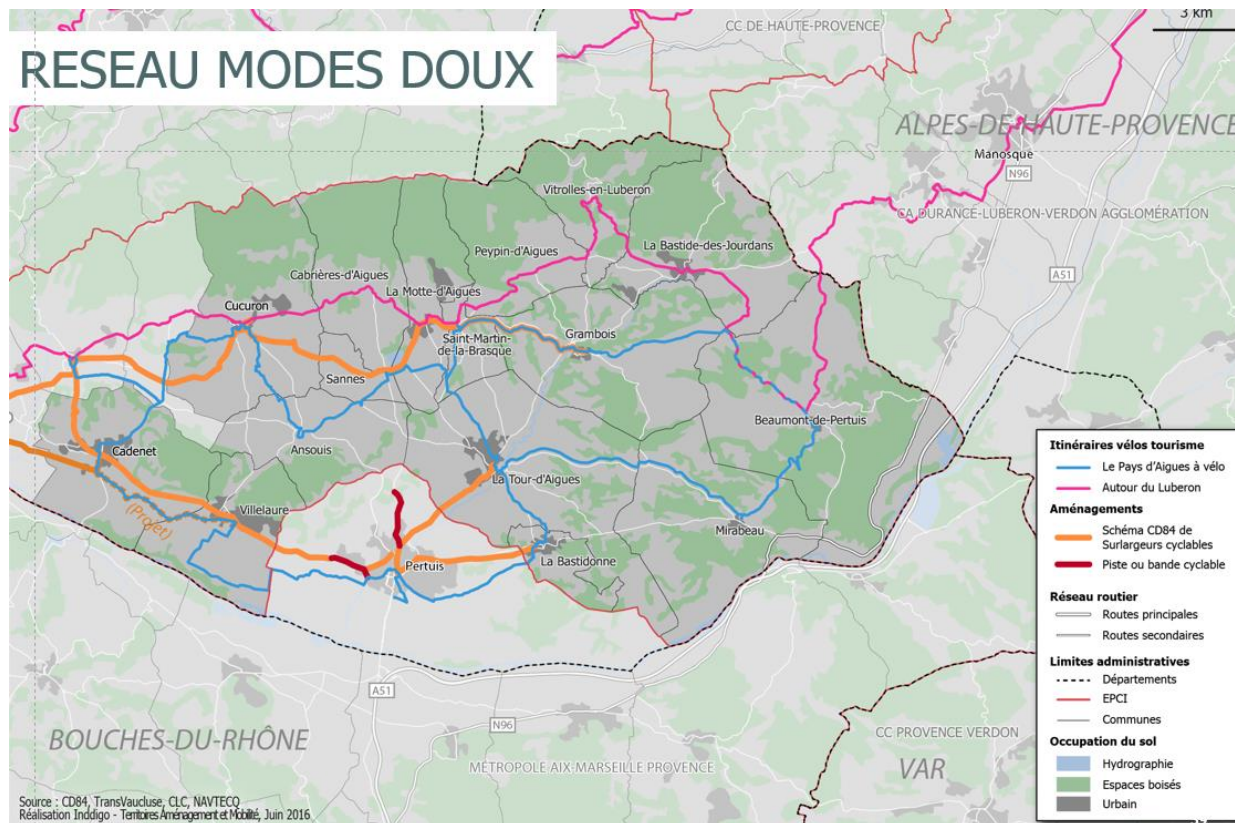 RESEAU MODES DOUX
3 km
CC DE HAUTE-PROVENCE
ALPES-DE-HAUTE-PROVENCE
Manosque
N96
CA DURANCE-LUBERON-VERDON AGGLOMÉRATION
A51
Vitrolles-en-Luberon
La Bastide-des-Jourdans
Peypin-d'Aigues
Cabrières-d'Aigues
La Motte-d'Aigues
Cucuron
Saint-Martin-
de-la-Brasque
Grambois
Sannes
Beaumont-de-Pertuis
Ansouis
Cadenet
La Tour-d'Aigues
Villelaure
(Projet)
Mirabeau
La Bastidonne
Pertuis
A51
N96
BOUCHES-DU-RHÔNE
MÉTROPOLE AIX-MARSEILLE PROVENCE
CC PROVENCE VERDON
VAR
Itinéraires vélos tourisme
Le Pays d'Aigues à vélo
Autour du Luberon
Aménagements
Schéma CD84 de
Surlargeurs cyclables
Piste ou bande cyclable
Réseau routier
Routes principales
Routes secondaires
Limites administratives
Départements
EPCI
Communes
Occupation du sol
Hydrographie
Espaces boisés
Urbain
Source : CD84, TransVaucluse, CLC, NAVTECQ
Réalisation Inddigo - Territoires Aménagement et Mobilité, Juin 2016